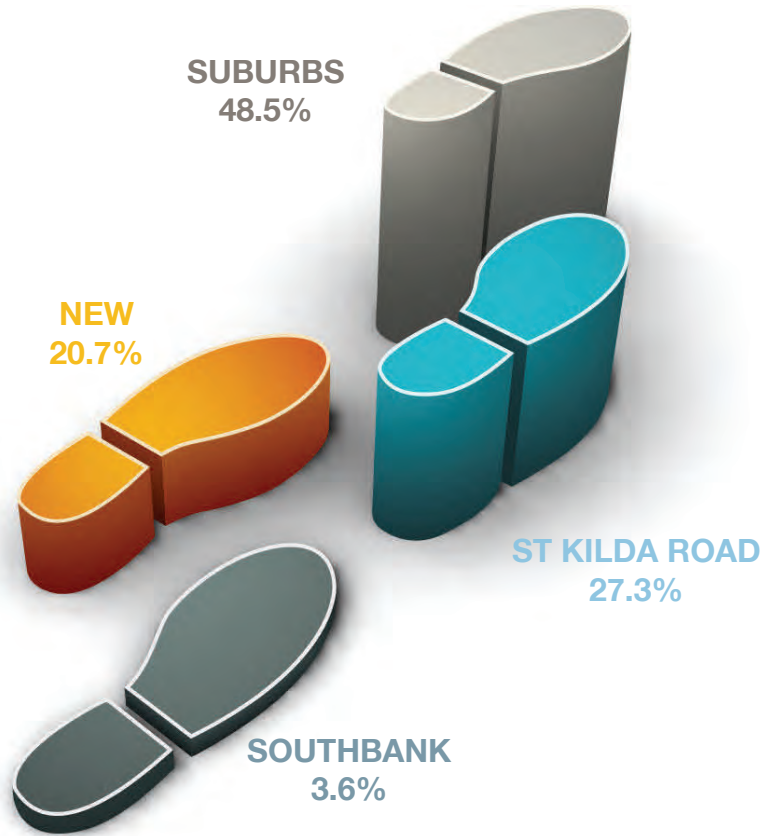 SUBURBS
48.5%
NEW
20.7%
ST KILDA ROAD
27.3%
SOUTHBANK
3.6%